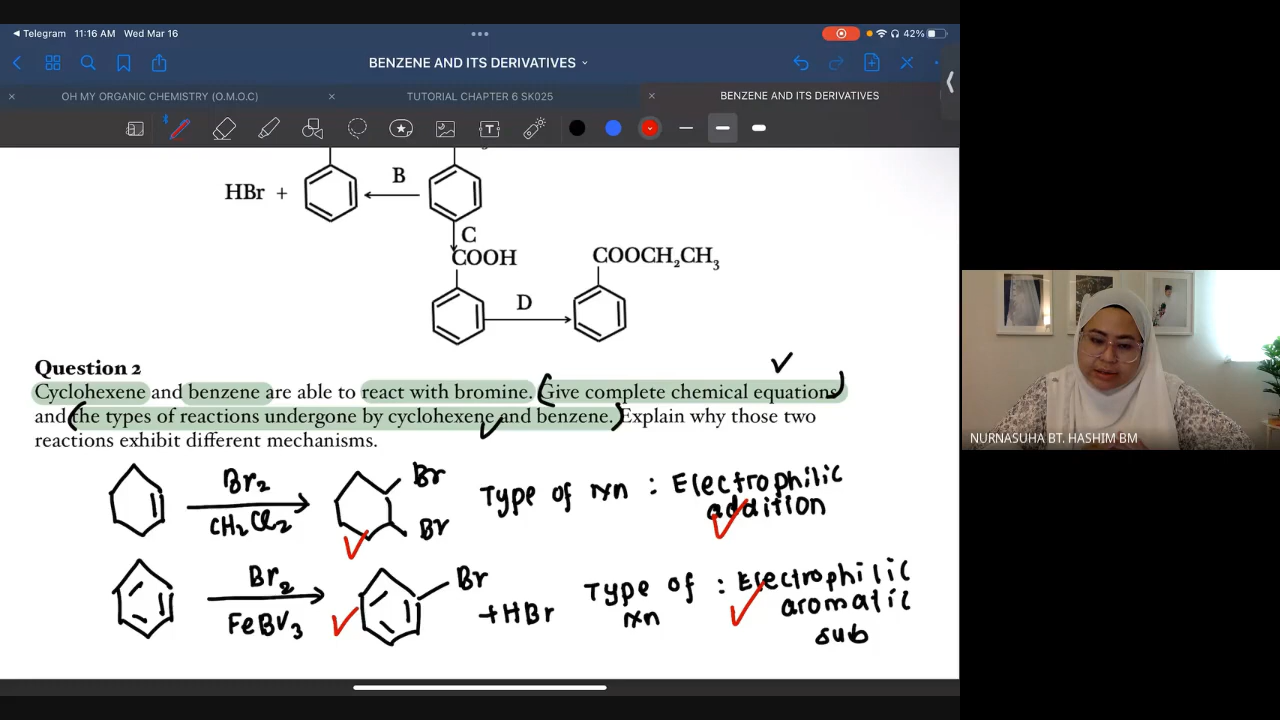 Telegram 11:16 AM Wed Mar 16
42%
BENZENE AND ITS DERIVATIVES
OH MY ORGANIC CHEMISTRY (O.M.O.C)
TUTORIAL CHAPTER 6 SK025
BENZENE AND ITS DERIVATIVES
HBr +
B
C
COOH
COOCH₂CH₃
D
Question 2
Cyclohexene and benzene are able to react with bromine. Give complete chemical equations
and the types of reactions undergone by cyclohexene and benzene. Explain why those two
reactions exhibit different mechanisms.
Br₂
CH₂Cl₂
Br
Br
Type of rxn : Electrophilic
addition
Br₂
FeBr₃
Br
+HBr
Type of : Electrophilic
rxn
aromatic
sub
NURNASUHA BT. HASHIM BM